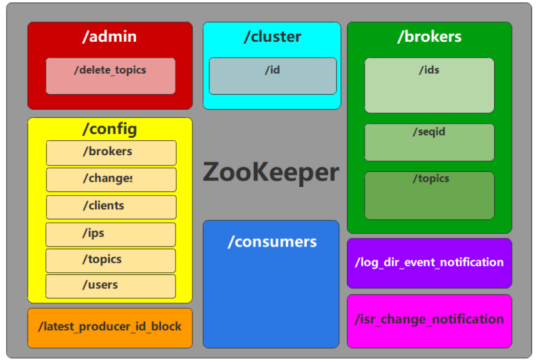 /admin
/delete_topics
/cluster
/id
/brokers
/ids
/seqid
/topics
/config
/brokers
/changes
/clients
/ips
/topics
/users
ZooKeeper
/consumers
/log_dir_event_notification
/latest_producer_id_block
/isr_change_notification